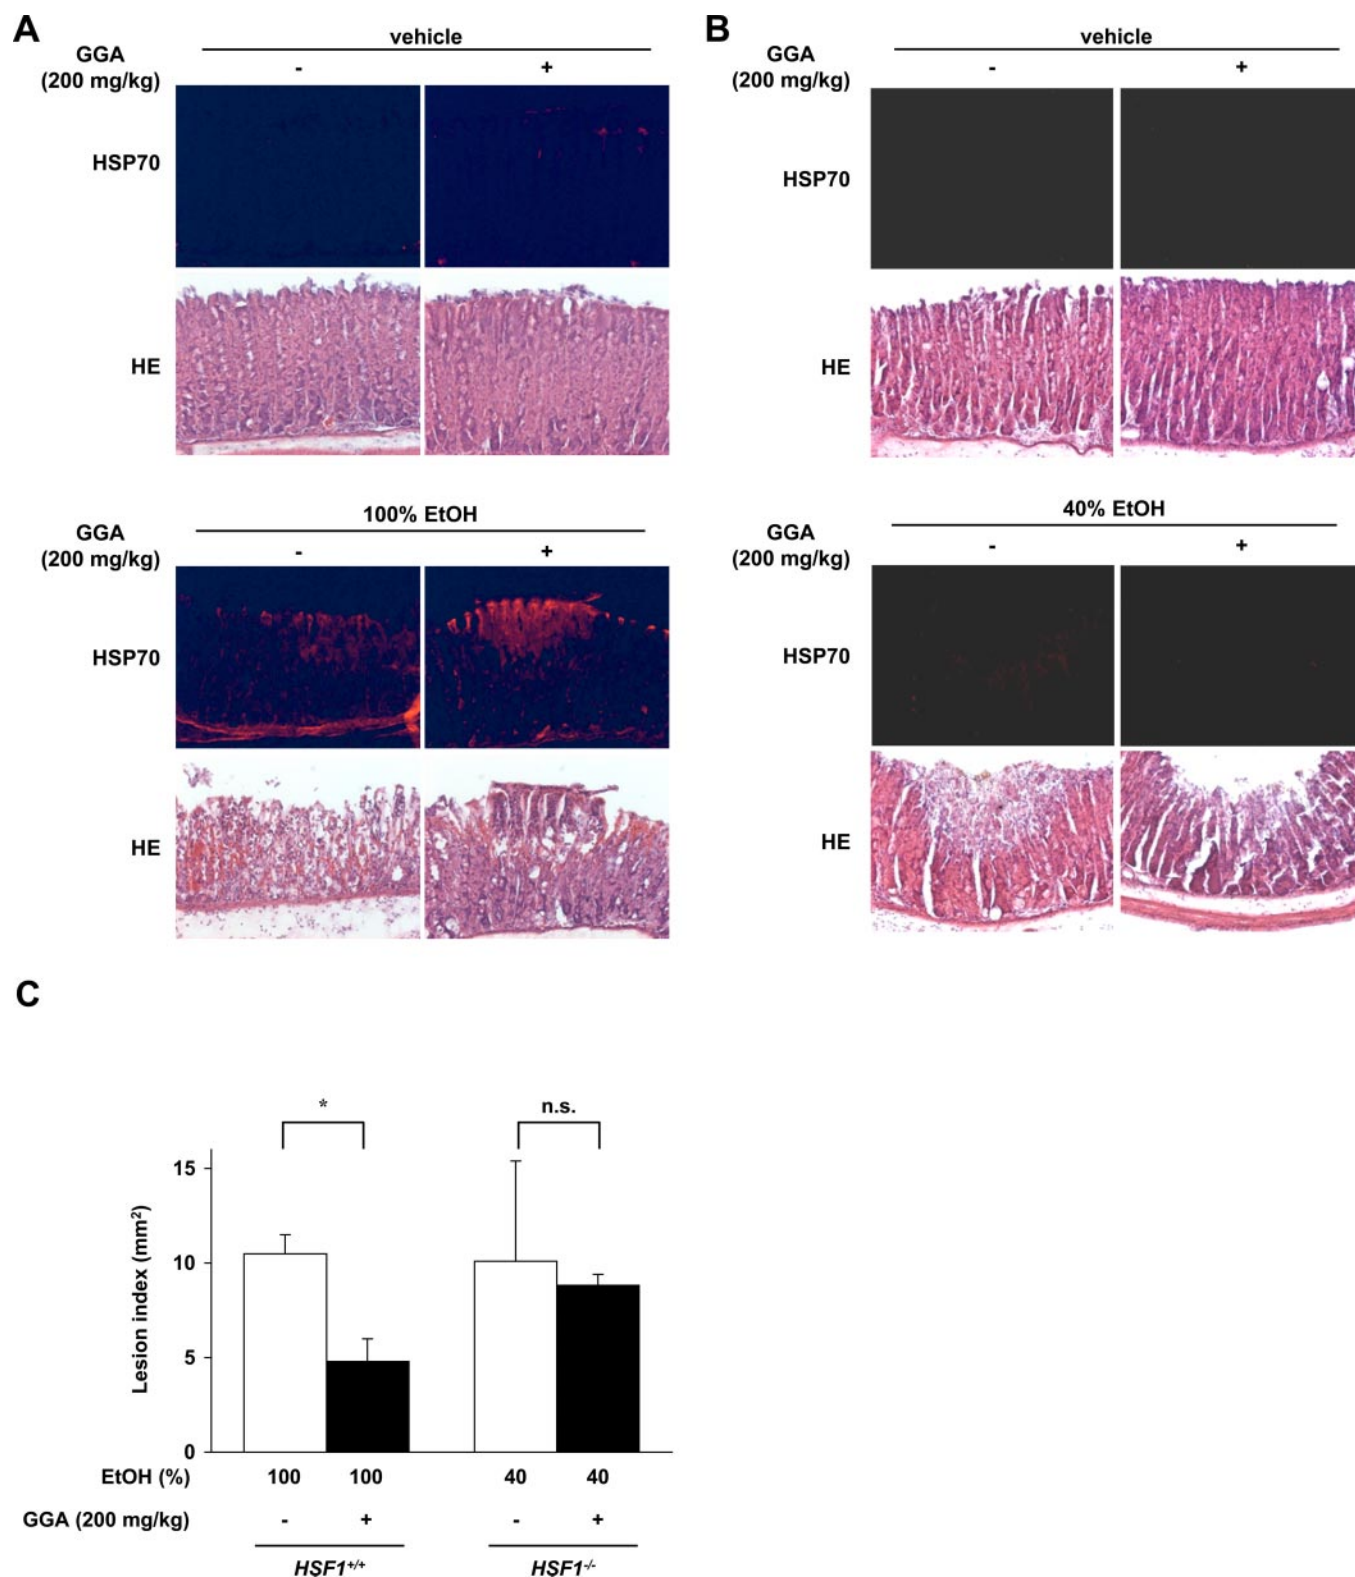 A
vehicle
GGA
(200 mg/kg)
- +
HSP70
HE
100% EtOH
GGA
(200 mg/kg)
- +
HSP70
HE
B
vehicle
GGA
(200 mg/kg)
- +
HSP70
HE
40% EtOH
GGA
(200 mg/kg)
- +
HSP70
HE
C
* n.s.
15
10
5
0
Lesion index (mm²)
EtOH (%) 100 100 40 40
GGA (200 mg/kg) - + - +
HSF1+/+ HSF1-/-